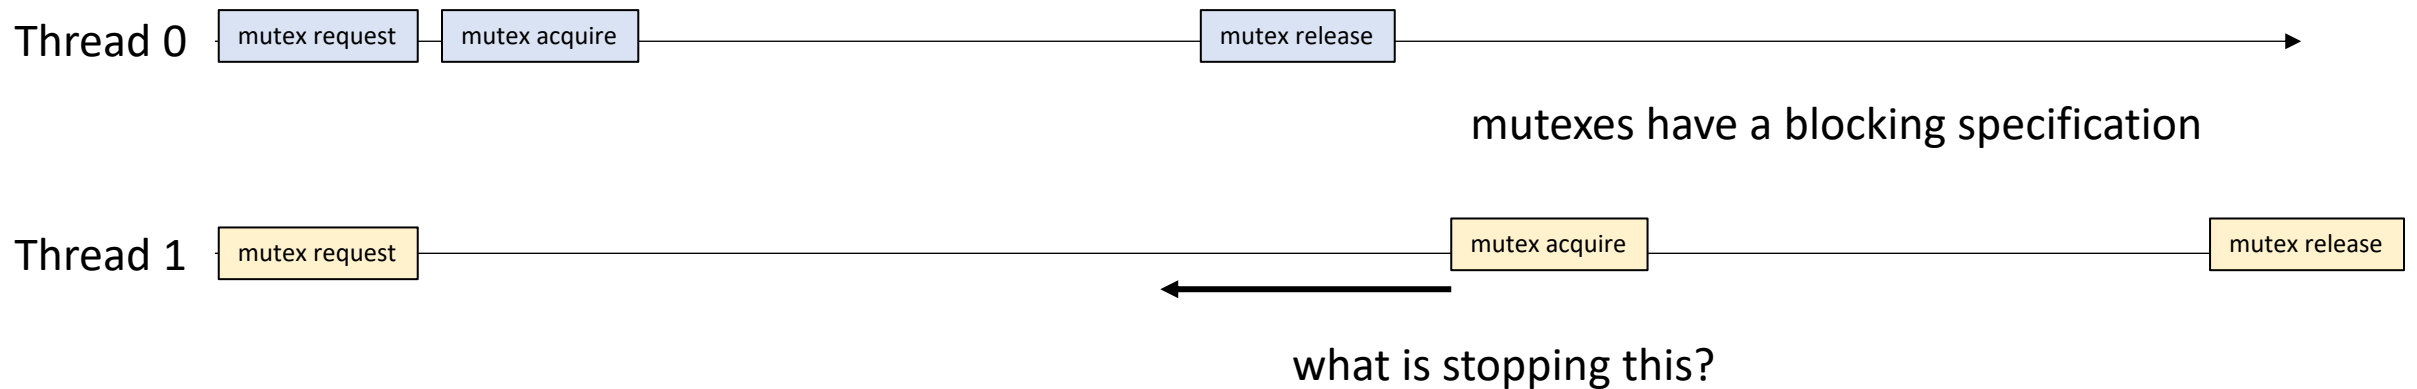 Thread 0 mutex request mutex acquire mutex release
mutexes have a blocking specification
Thread 1 mutex request mutex acquire mutex release
what is stopping this?